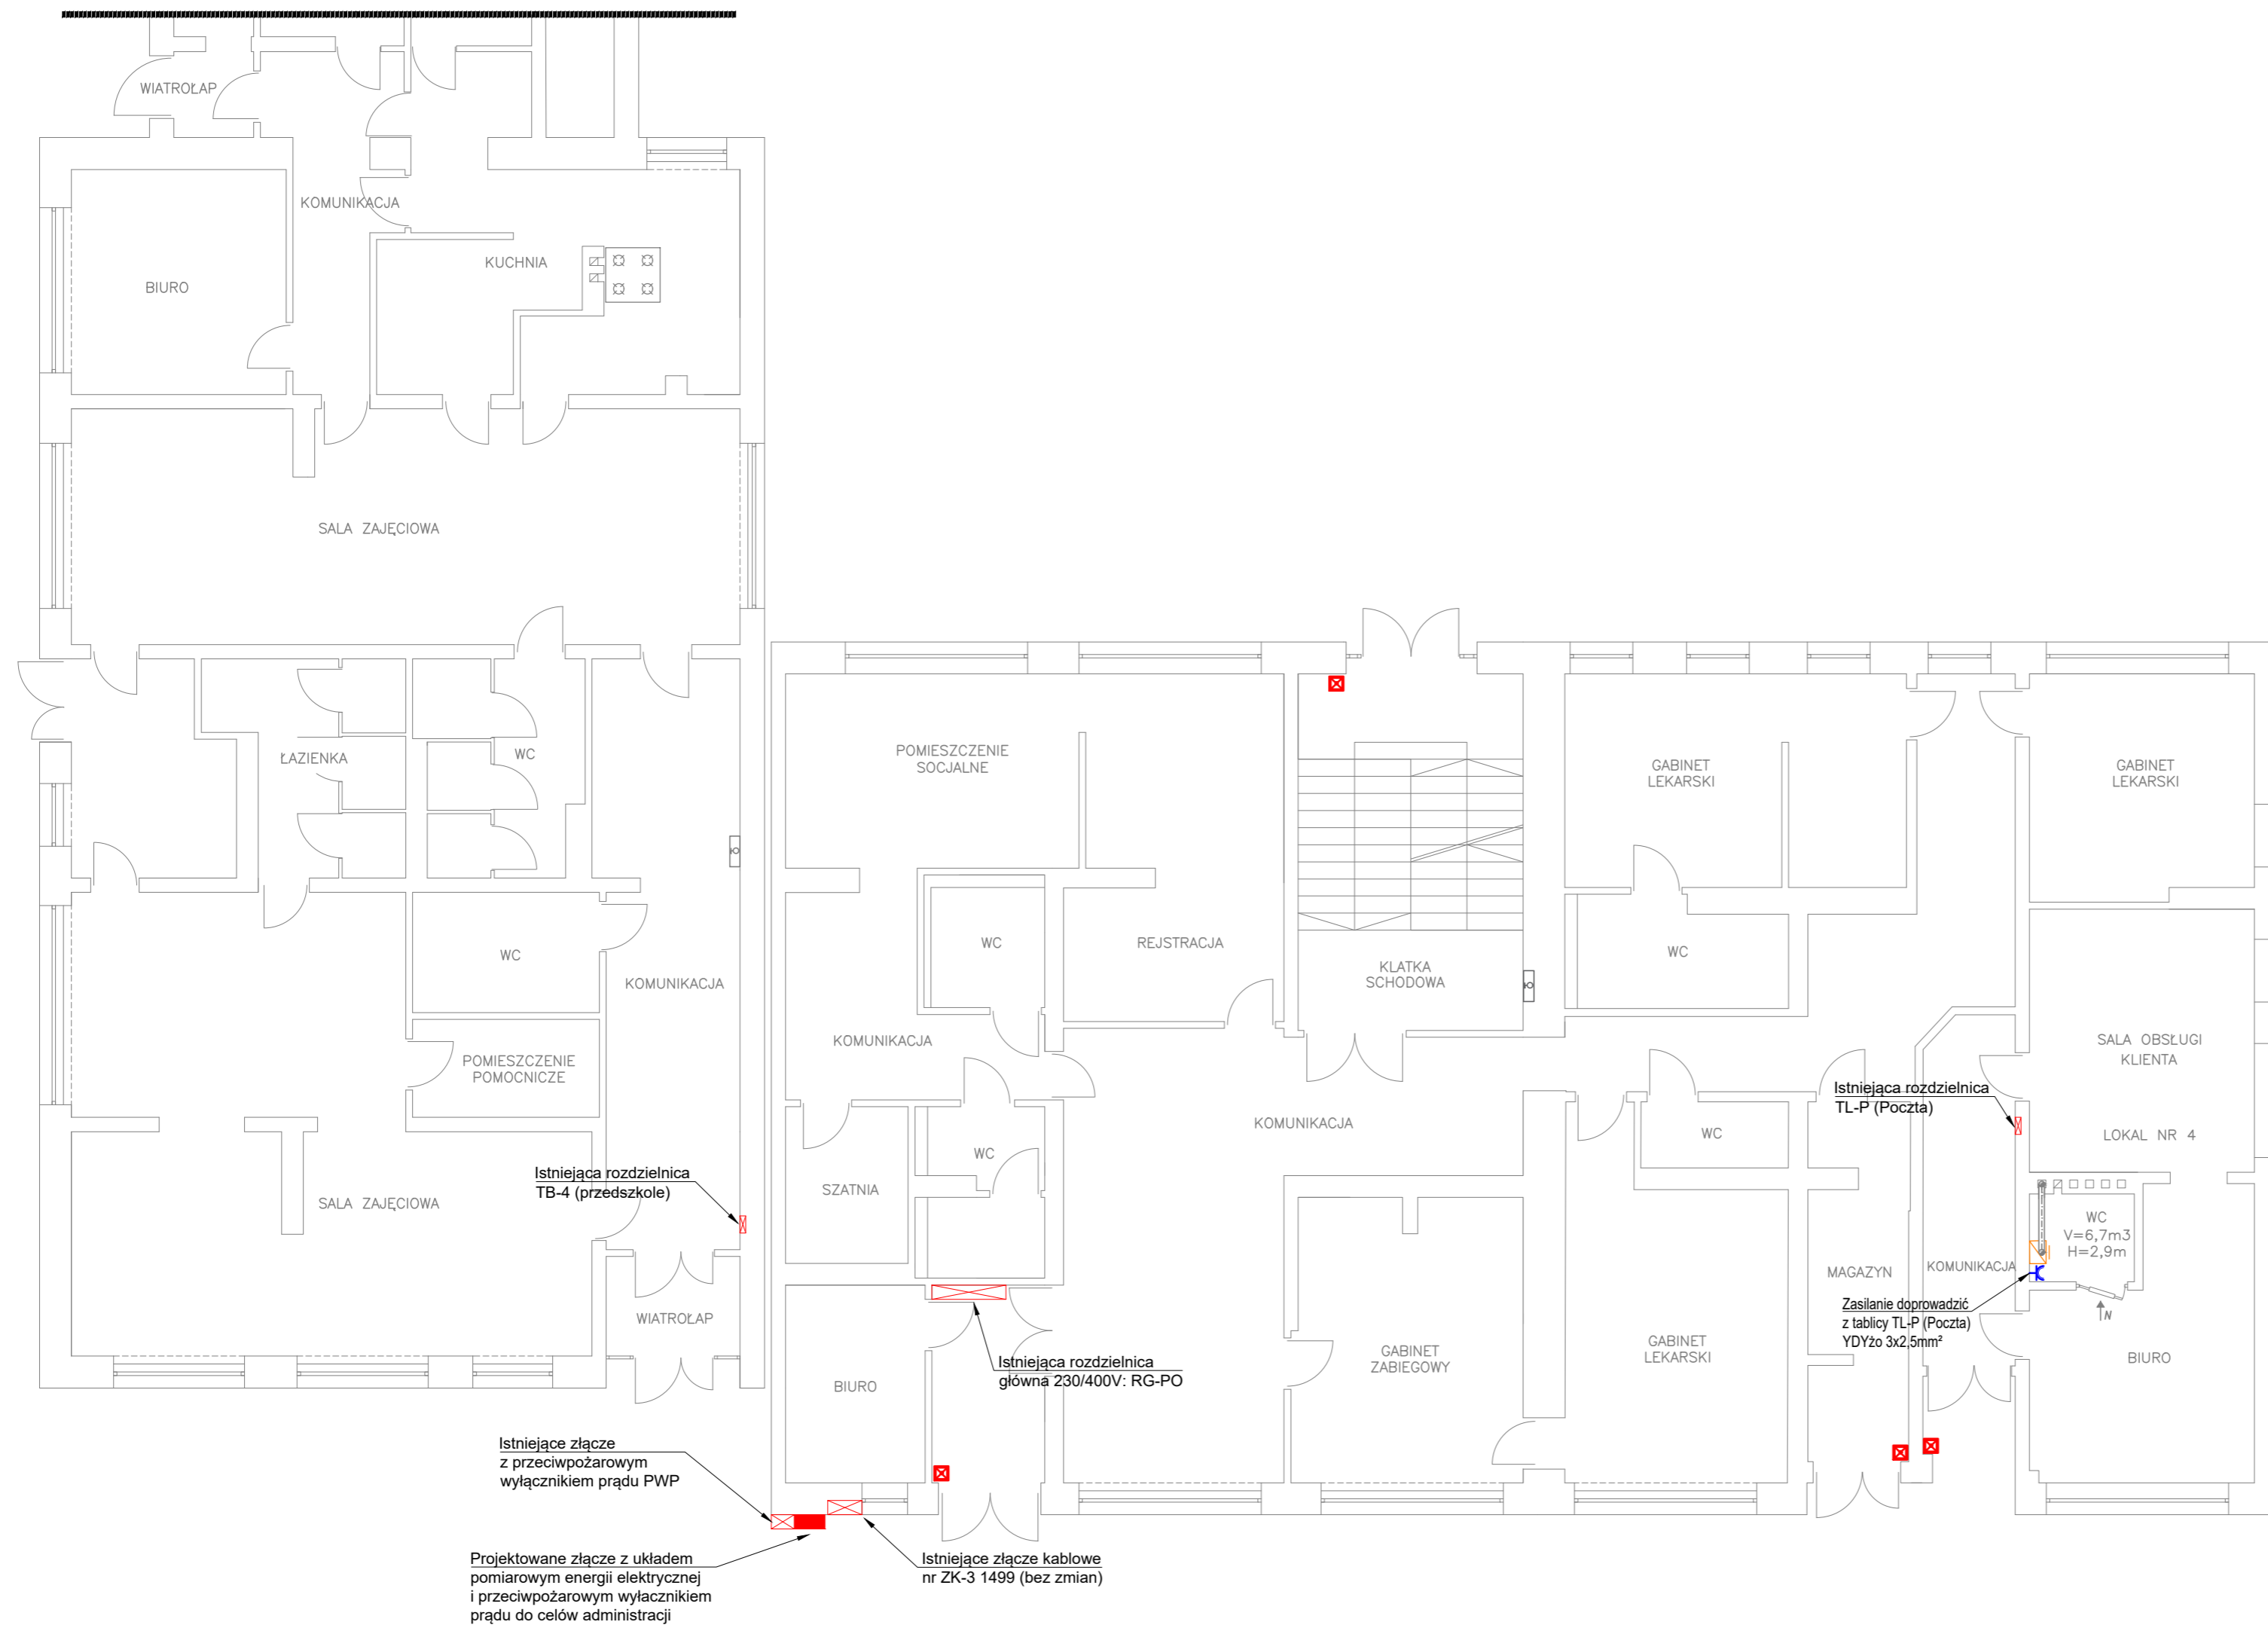 WIATROŁAP
KOMUNIKACJA
KUCHNIA
BIURO
SALA ZAJĘCIOWA
ŁAZIENKA
WC
WC
KOMUNIKACJA
POMIESZCZENIE
POMOCNICZE
Istniejąca rozdzielnica
TB-4 (przedszkole)
SALA ZAJĘCIOWA
WIATROŁAP
POMIESZCZENIE
SOCJALNE
WC
REJSTRACJA
KLATKA
SCHODOWA
KOMUNIKACJA
KOMUNIKACJA
WC
SZATNIA
BIURO
Istniejąca rozdzielnica
główna 230/400V: RG-PO
GABINET
ZABIEGOWY
GABINET
LEKARSKI
GABINET
LEKARSKI
WC
WC
GABINET
LEKARSKI
SALA OBSŁUGI
KLIENTA
LOKAL NR 4
Istniejąca rozdzielnica
TL-P (Poczta)
WC
V=6,7m3
H=2,9m
MAGAZYN
KOMUNIKACJA
Zasilanie doprowadzić
z tablicy TL-P (Poczta)
YDYżo 3x2,5mm²
N
BIURO
Istniejące złącze
z przeciwpożarowym
wyłącznikiem prądu PWP
Projektowane złącze z układem
pomiarowym energii elektrycznej
i przeciwpożarowym wyłacznikiem
prądu do celów administracji
Istniejące złącze kablowe
nr ZK-3 1499 (bez zmian)